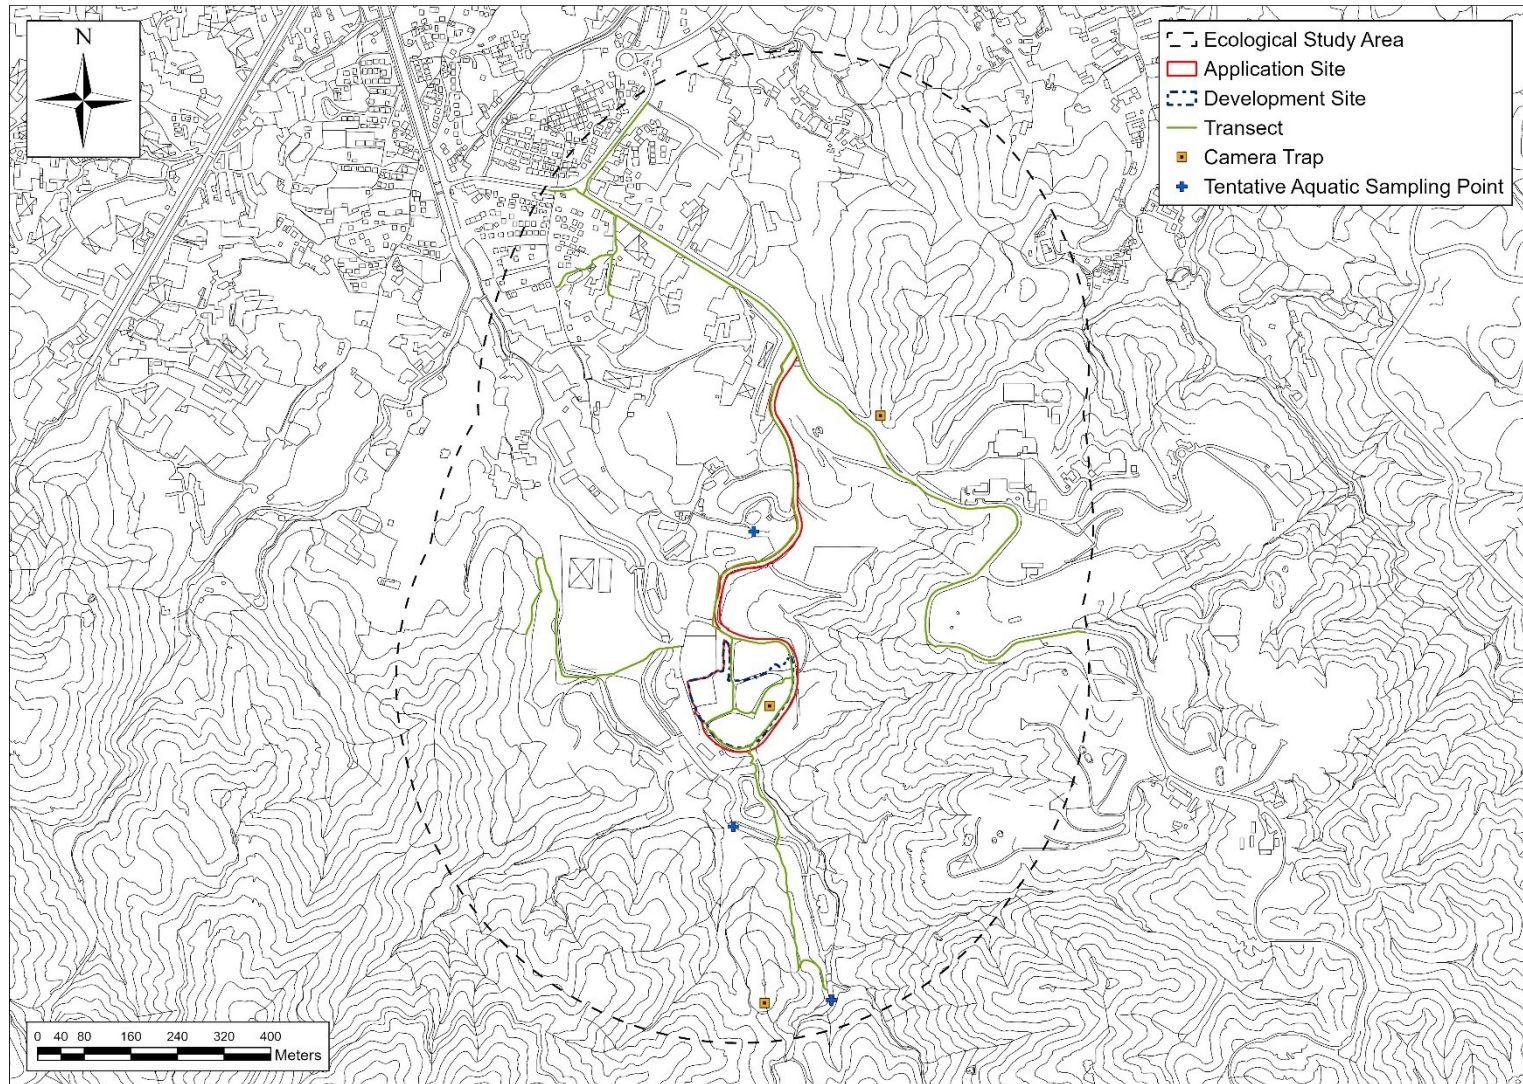 N
Ecological Study Area
Application Site
Development Site
Transect
Camera Trap
Tentative Aquatic Sampling Point
0 40 80 160 240 320 400
Meters